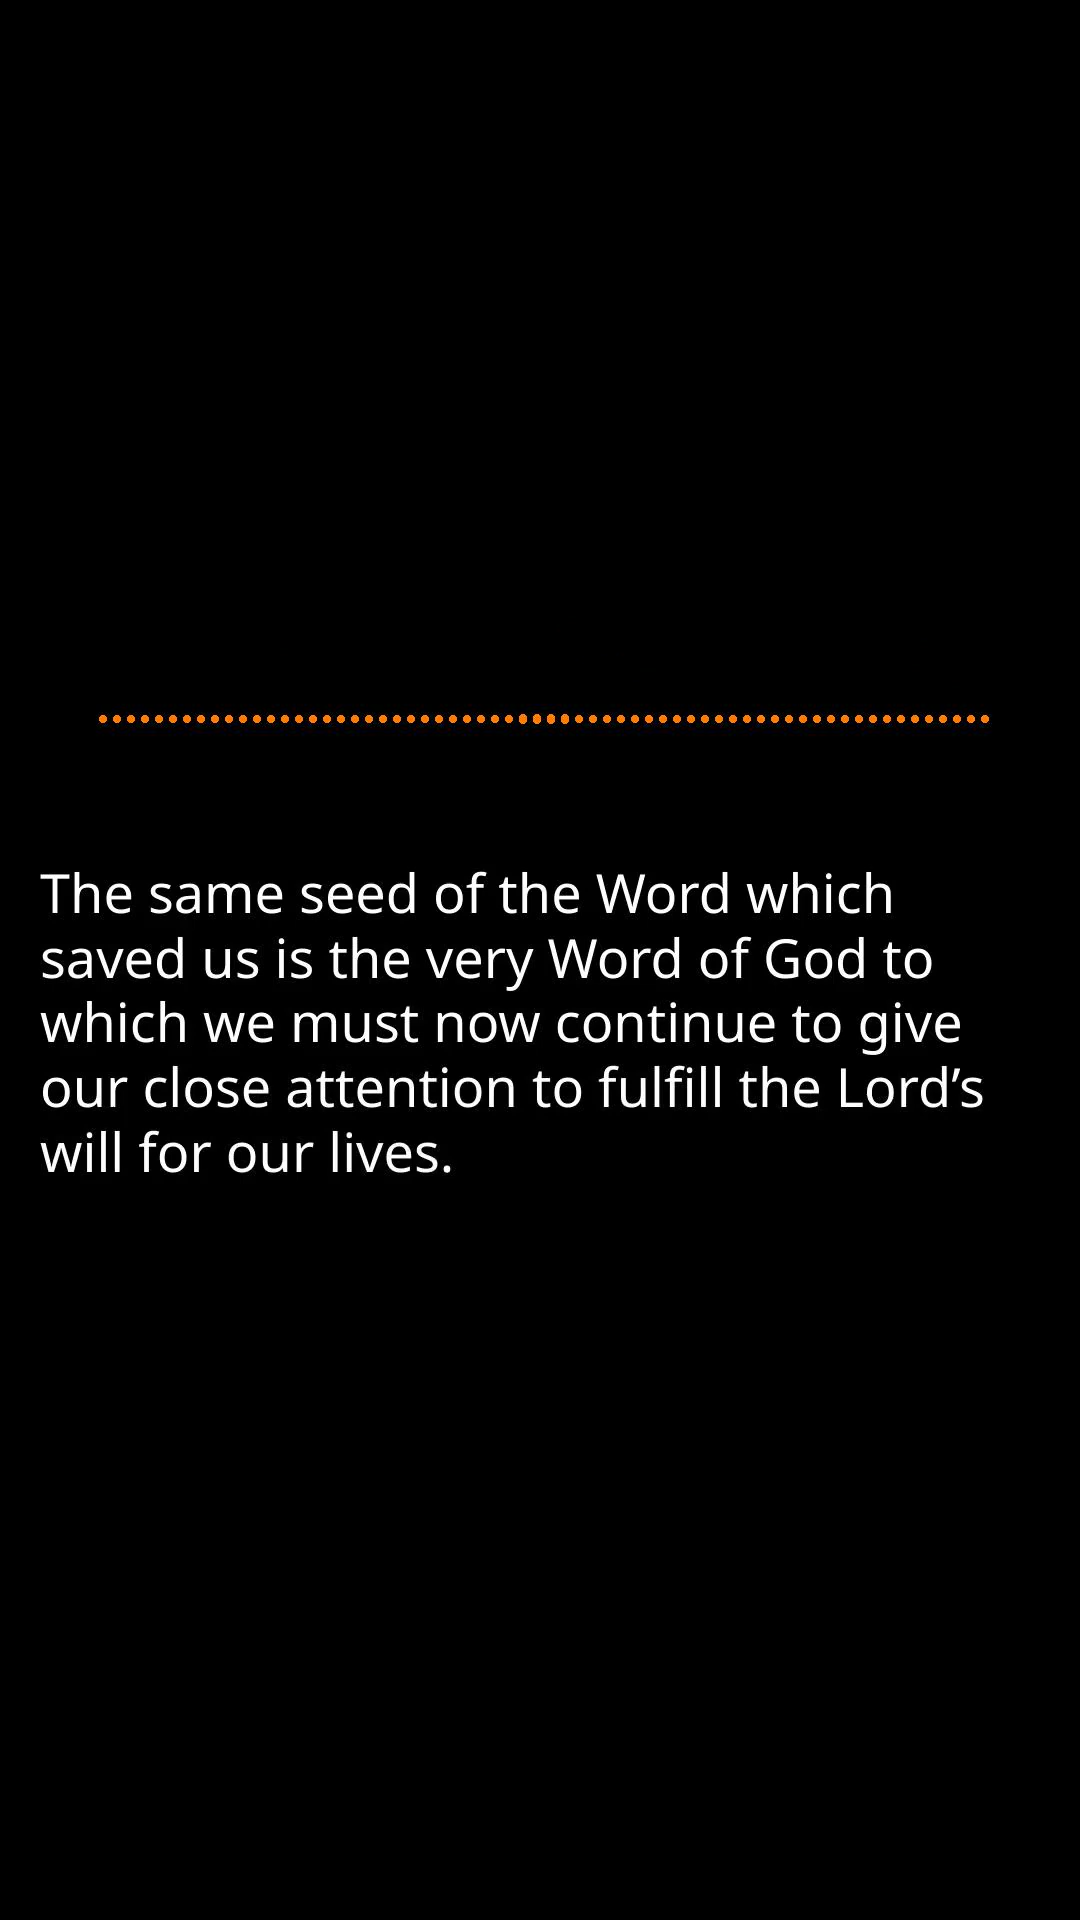 The same seed of the Word which
saved us is the very Word of God to
which we must now continue to give
our close attention to fulfill the Lord’s
will for our lives.